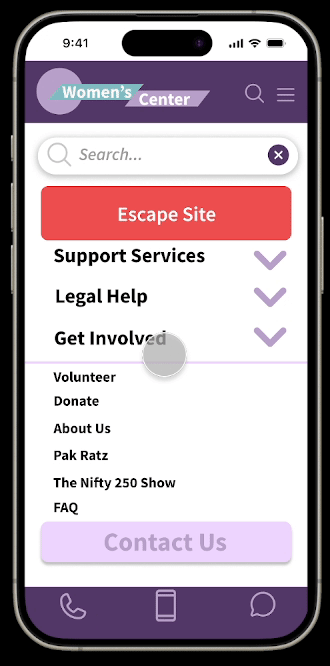 9:41
Women's
Center
Search...
Escape Site
Support Services
Legal Help
Get Involved
Volunteer
Donate
About Us
Pak Ratz
The Nifty 250 Show
FAQ
Contact Us